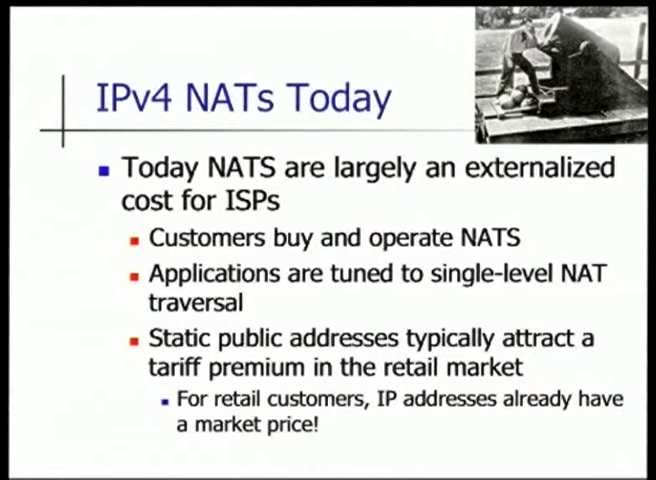 IPv4 NATs Today
Today NATS are largely an externalized
cost for ISPs
Customers buy and operate NATS
Applications are tuned to single-level NAT
traversal
Static public addresses typically attract a
tariff premium in the retail market
For retail customers, IP addresses already have
a market price!